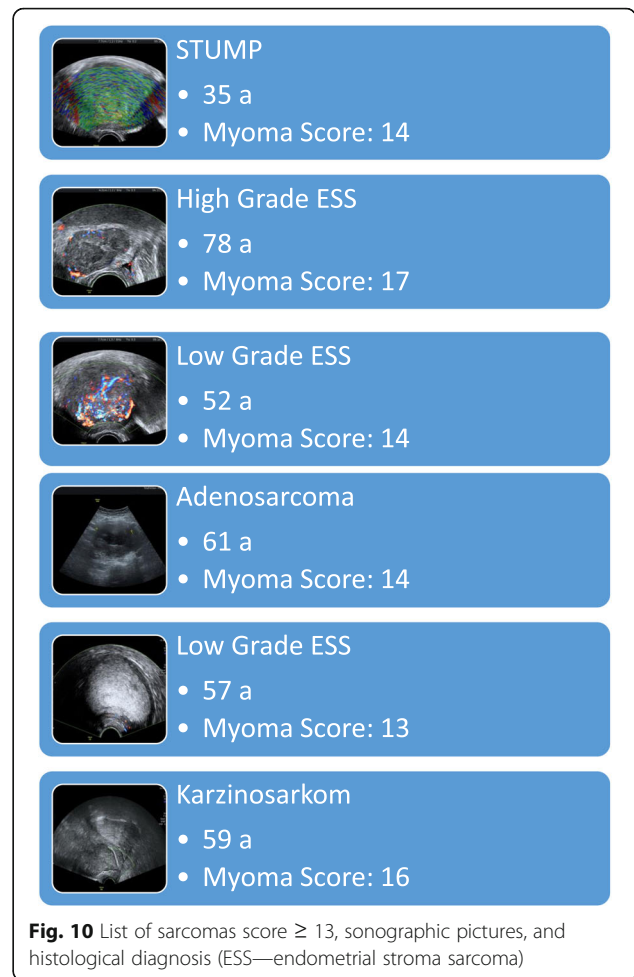 STUMP
• 35 a
• Myoma Score: 14
High Grade ESS
• 78 a
• Myoma Score: 17
Low Grade ESS
• 52 a
• Myoma Score: 14
Adenosarcoma
• 61 a
• Myoma Score: 14
Low Grade ESS
• 57 a
• Myoma Score: 13
Karzinosarkom
• 59 a
• Myoma Score: 16
Fig. 10 List of sarcomas score ≥ 13, sonographic pictures, and
histological diagnosis (ESS—endometrial stroma sarcoma)